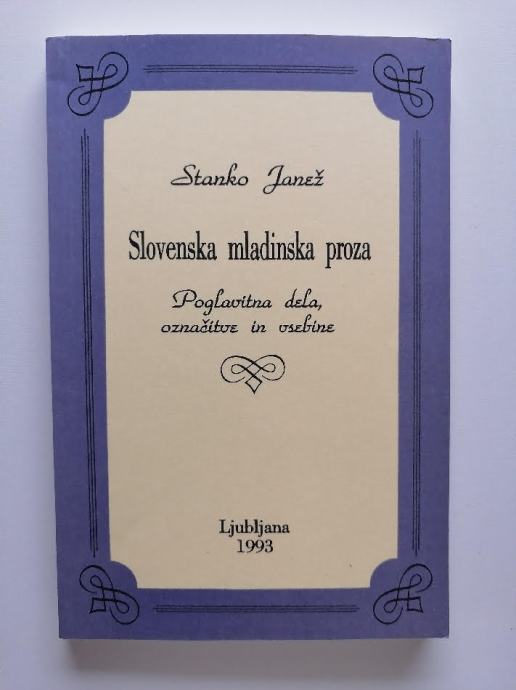 Stanko Janež
Slovenska mladinska proza
Poglavitna dela,
označitve in vsebine
Ljubljana
1993